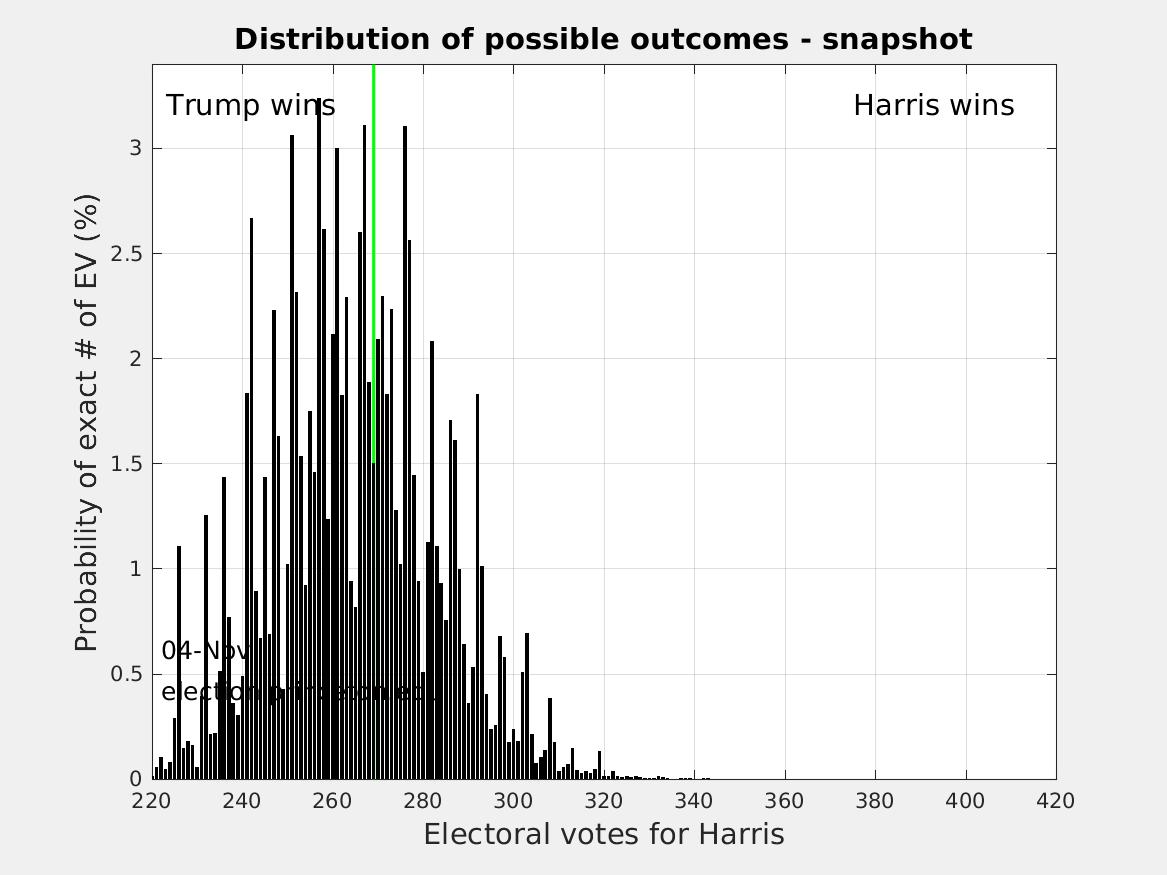 Distribution of possible outcomes - snapshot
Trump wins
Harris wins
Probability of exact # of EV (%)
3
2.5
2
1.5
1
0.5
0
04-Nov
220 240 260 280 300 320 340 360 380 400 420
Electoral votes for Harris